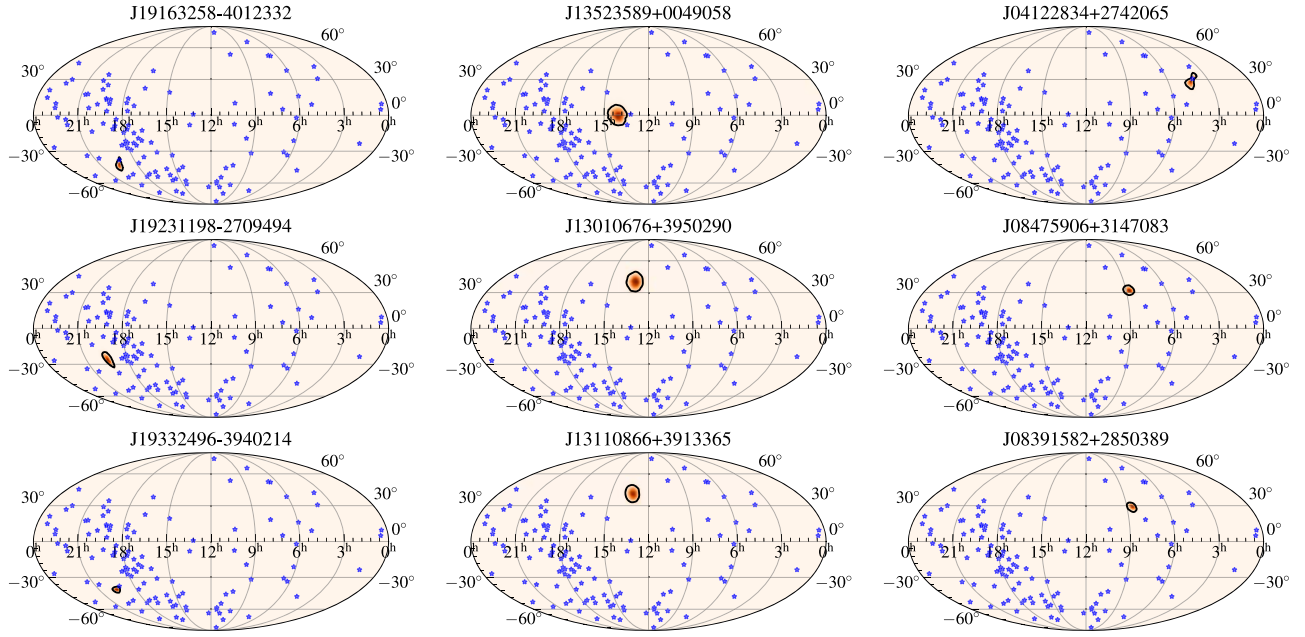 J19163258-4012332
J13523589+0049058
J04122834+2742065
60° 60° 60°
30° 30° 30° 30° 30° 30°
0° 0° 0°
0h 21h 18h 15h 12h 9h 6h 3h 0h
0h 21h 18h 15h 12h 9h 6h 3h 0h
0h 21h 18h 15h 12h 9h 6h 3h 0h
−30° −30° −30° −30° −30° −30°
−60° −60° −60°
J19231198-2709494
J13010676+3950290
J08475906+3147083
60° 60° 60°
30° 30° 30° 30° 30° 30°
0° 0° 0°
0h 21h 18h 15h 12h 9h 6h 3h 0h
0h 21h 18h 15h 12h 9h 6h 3h 0h
0h 21h 18h 15h 12h 9h 6h 3h 0h
−30° −30° −30° −30° −30° −30°
−60° −60° −60°
J19332496-3940214
J13110866+3913365
J08391582+2850389
60° 60° 60°
30° 30° 30° 30° 30° 30°
0° 0° 0°
0h 21h 18h 15h 12h 9h 6h 3h 0h
0h 21h 18h 15h 12h 9h 6h 3h 0h
0h 21h 18h 15h 12h 9h 6h 3h 0h
−30° −30° −30° −30° −30° −30°
−60° −60° −60°